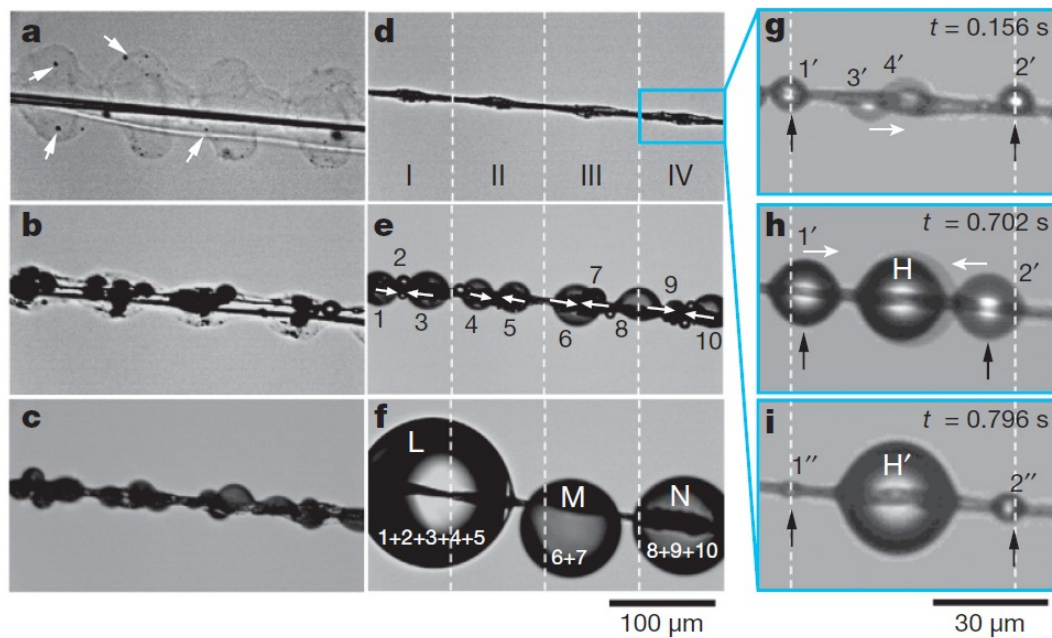 a
b
c
d
I II III IV
e
2
7
9
1 3 4 5 6 8 10
f
L
M
N
1+2+3+4+5
6+7
8+9+10
100 μm
g
t = 0.156 s
1′ 3′ 4′ 2′
h
t = 0.702 s
1′
H
2′
i
t = 0.796 s
1″
H′
2″
30 μm